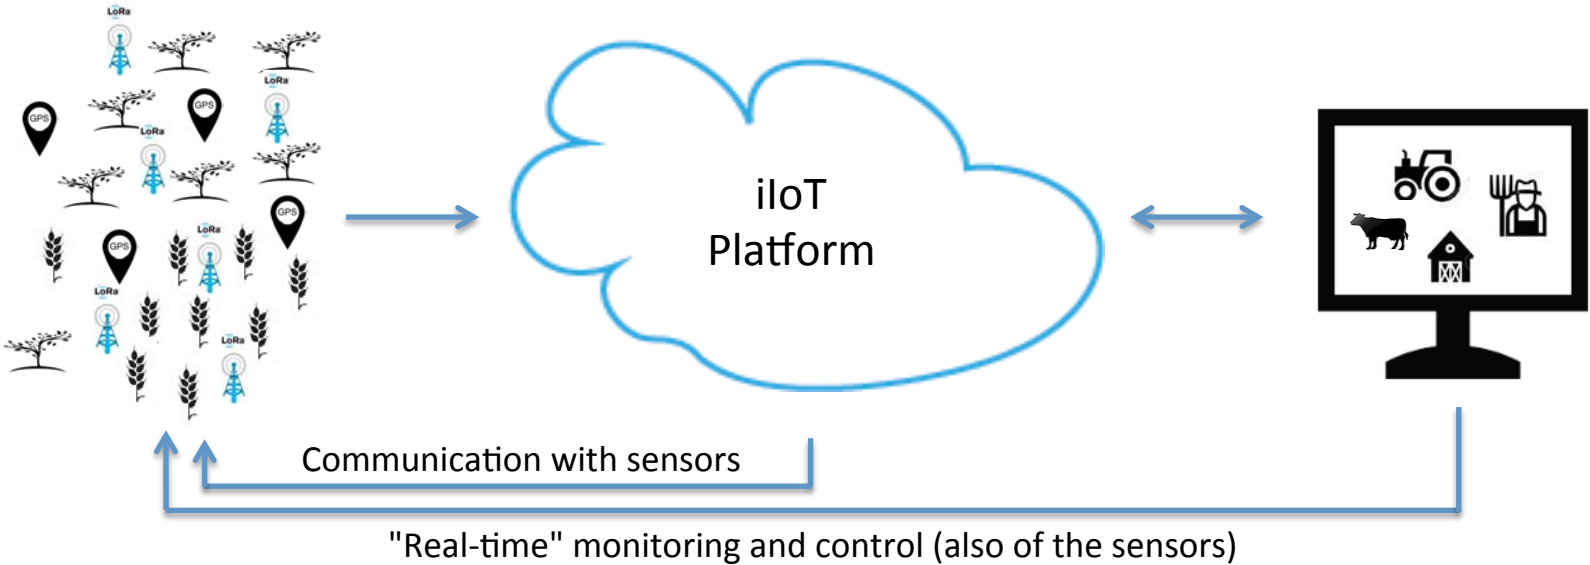 LoRa
LoRa
GPS
GPS
LoRa
GPS
LoRa
GPS
LoRa
LoRa
iIoT
Platform
Communication with sensors
"Real-time" monitoring and control (also of the sensors)